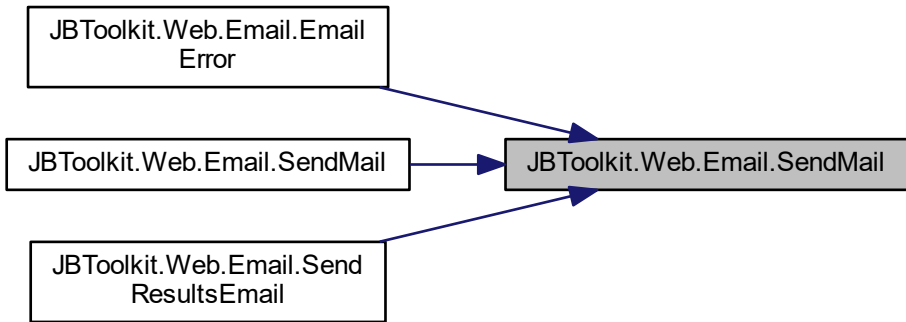 JBToolkit.Web.Email.Email
Error
JBToolkit.Web.Email.SendMail
JBToolkit.Web.Email.SendMail
JBToolkit.Web.Email.Send
ResultsEmail